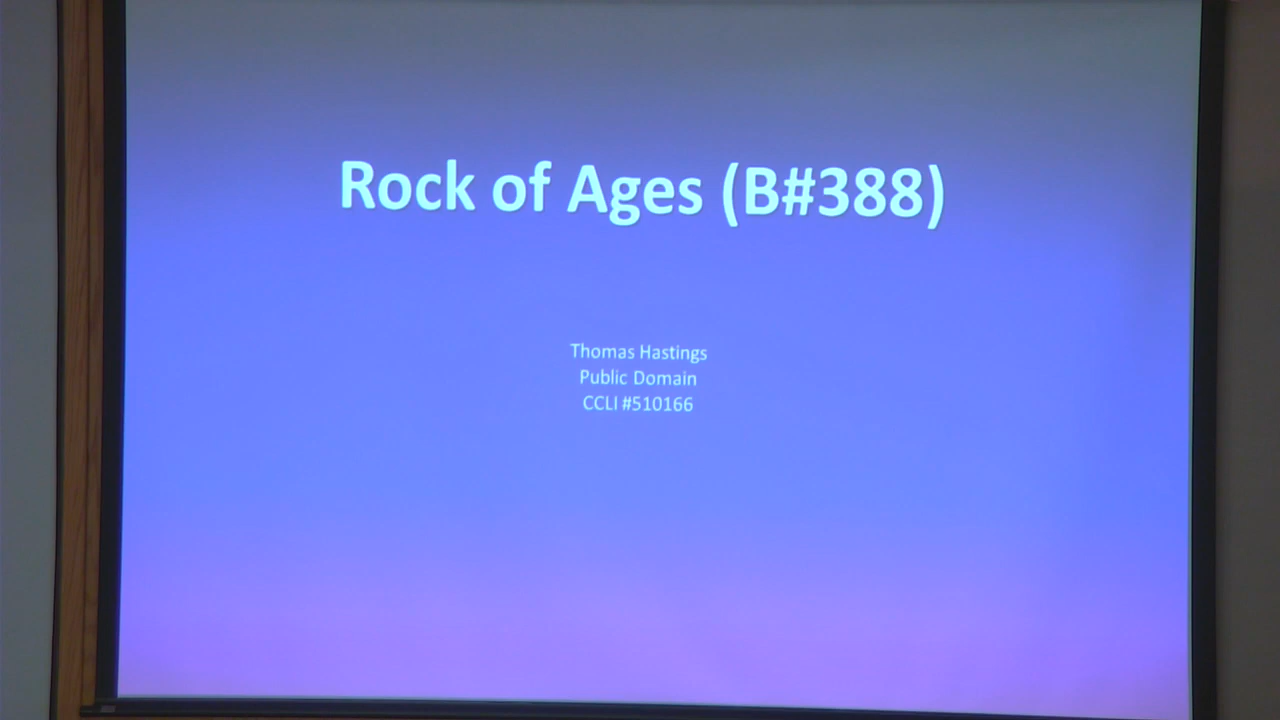 Rock of Ages (B#388)
Thomas Hastings
Public Domain
CCLI #510166